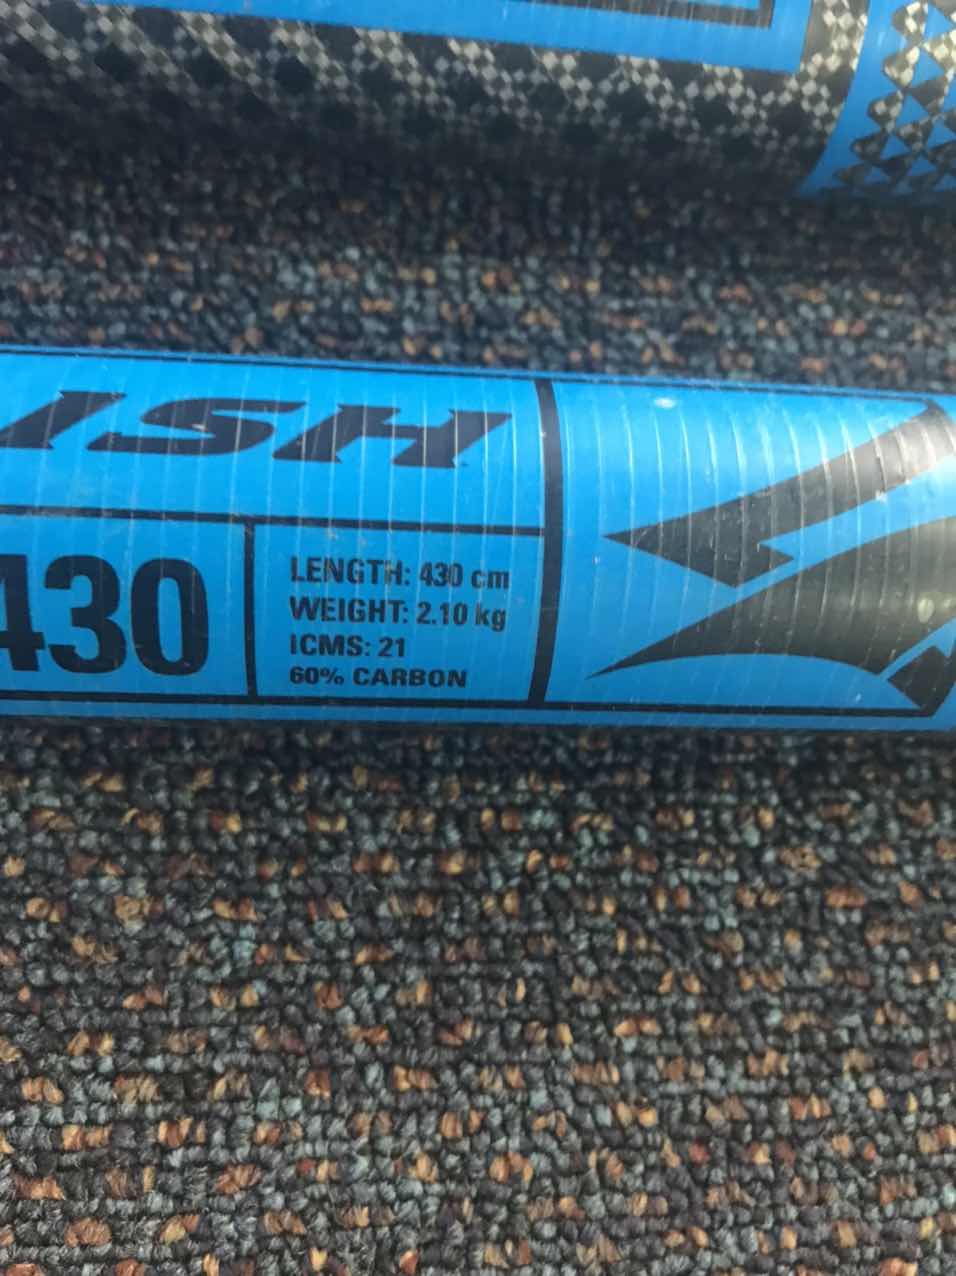 ISH
430
LENGTH: 430 cm
WEIGHT: 2.10 kg
ICMS: 21
60% CARBON